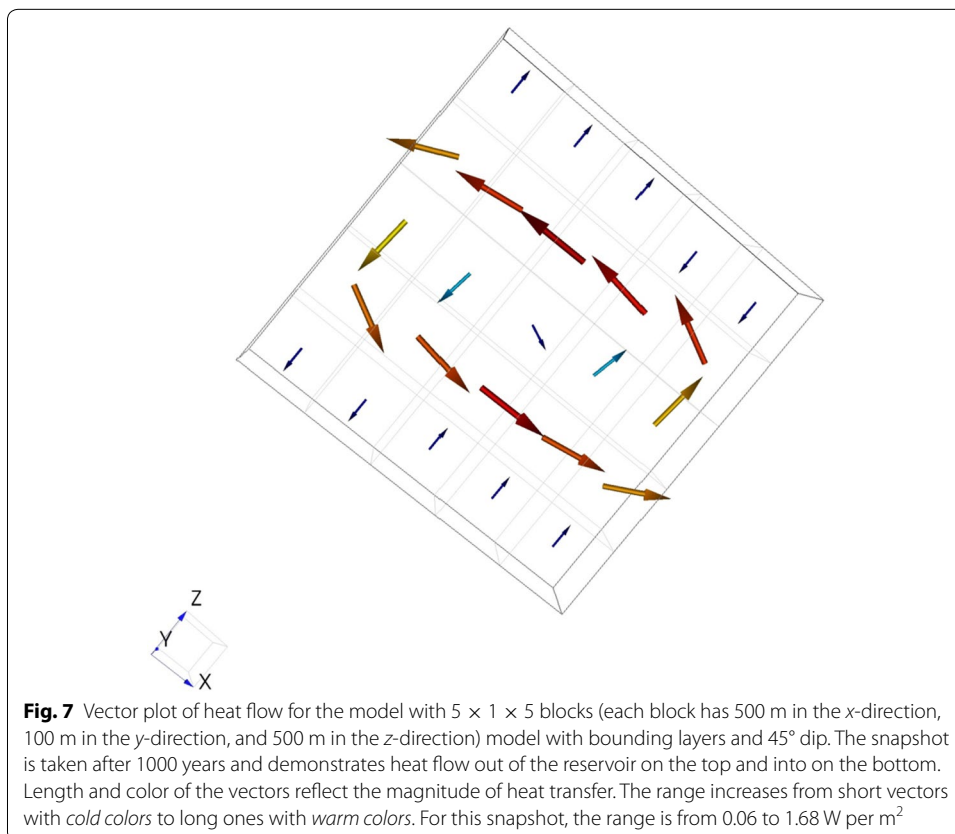 Z
Y
X
Fig. 7 Vector plot of heat flow for the model with 5 × 1 × 5 blocks (each block has 500 m in the x-direction,
100 m in the y-direction, and 500 m in the z-direction) model with bounding layers and 45° dip. The snapshot
is taken after 1000 years and demonstrates heat flow out of the reservoir on the top and into on the bottom.
Length and color of the vectors reflect the magnitude of heat transfer. The range increases from short vectors
with cold colors to long ones with warm colors. For this snapshot, the range is from 0.06 to 1.68 W per m²